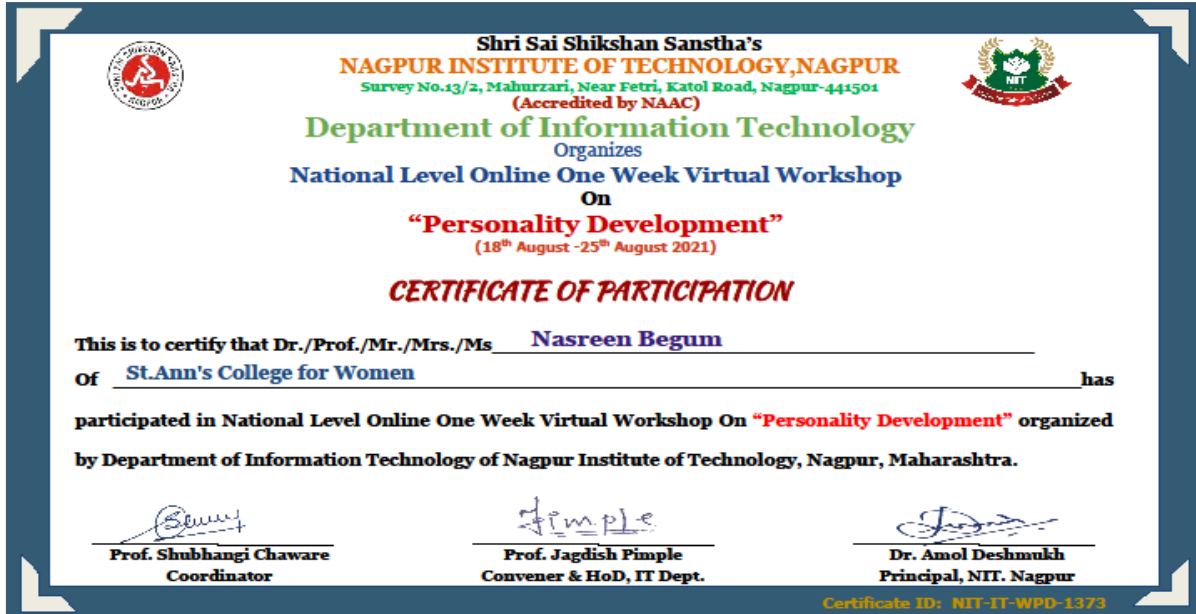 Shri Sai Shikshan Sanstha's
NAGPUR INSTITUTE OF TECHNOLOGY,NAGPUR
Survey No.13/2, Mahurzari, Near Fetri, Katol Road, Nagpur-441501
(Accredited by NAAC)
NIT
NAGPUR
Department of Information Technology
Organizes
National Level Online One Week Virtual Workshop
On
“Personality Development”
(18th August -25th August 2021)
CERTIFICATE OF PARTICIPATION
This is to certify that Dr./Prof./Mr./Mrs./Ms Nasreen Begum
Of St.Ann's College for Women has
participated in National Level Online One Week Virtual Workshop On “Personality Development” organized
by Department of Information Technology of Nagpur Institute of Technology, Nagpur, Maharashtra.
Prof. Shubhangi Chaware Prof. Jagdish Pimple Dr. Amol Deshmukh
Coordinator Convener & HoD, IT Dept. Principal, NIT. Nagpur
Certificate ID: NIT-IT-WPD-1373